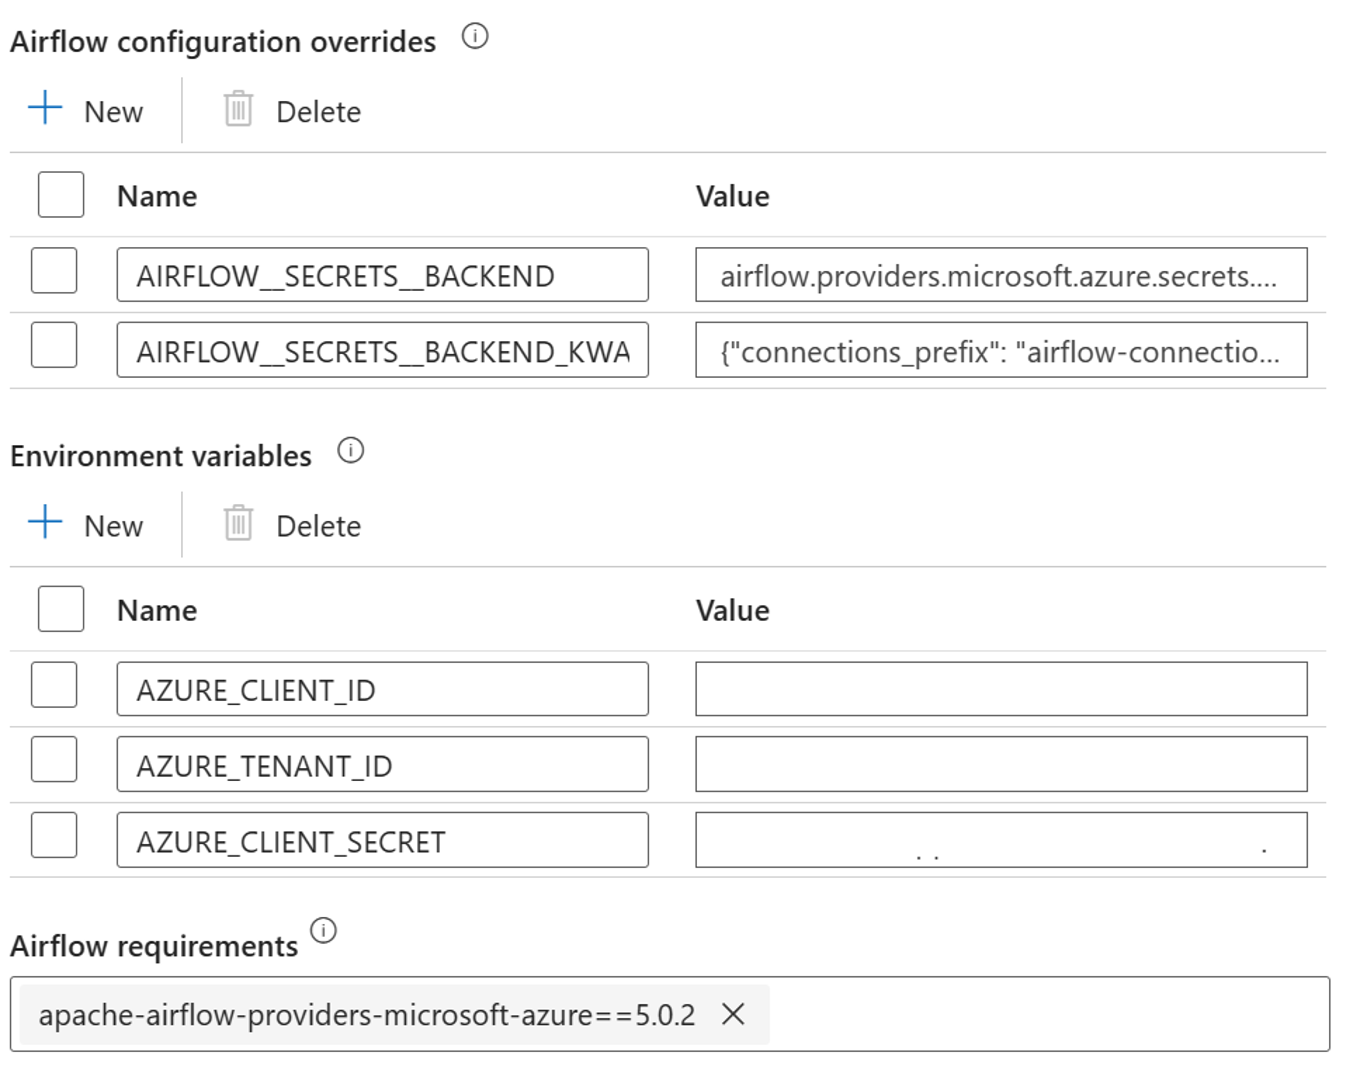 Airflow configuration overrides
New Delete
Name Value
AIRFLOW__SECRETS__BACKEND airflow.providers.microsoft.azure.secrets....
AIRFLOW__SECRETS__BACKEND_KWA {"connections_prefix": "airflow-connectio...
Environment variables
New Delete
Name Value
AZURE_CLIENT_ID
AZURE_TENANT_ID
AZURE_CLIENT_SECRET
Airflow requirements
apache-airflow-providers-microsoft-azure==5.0.2